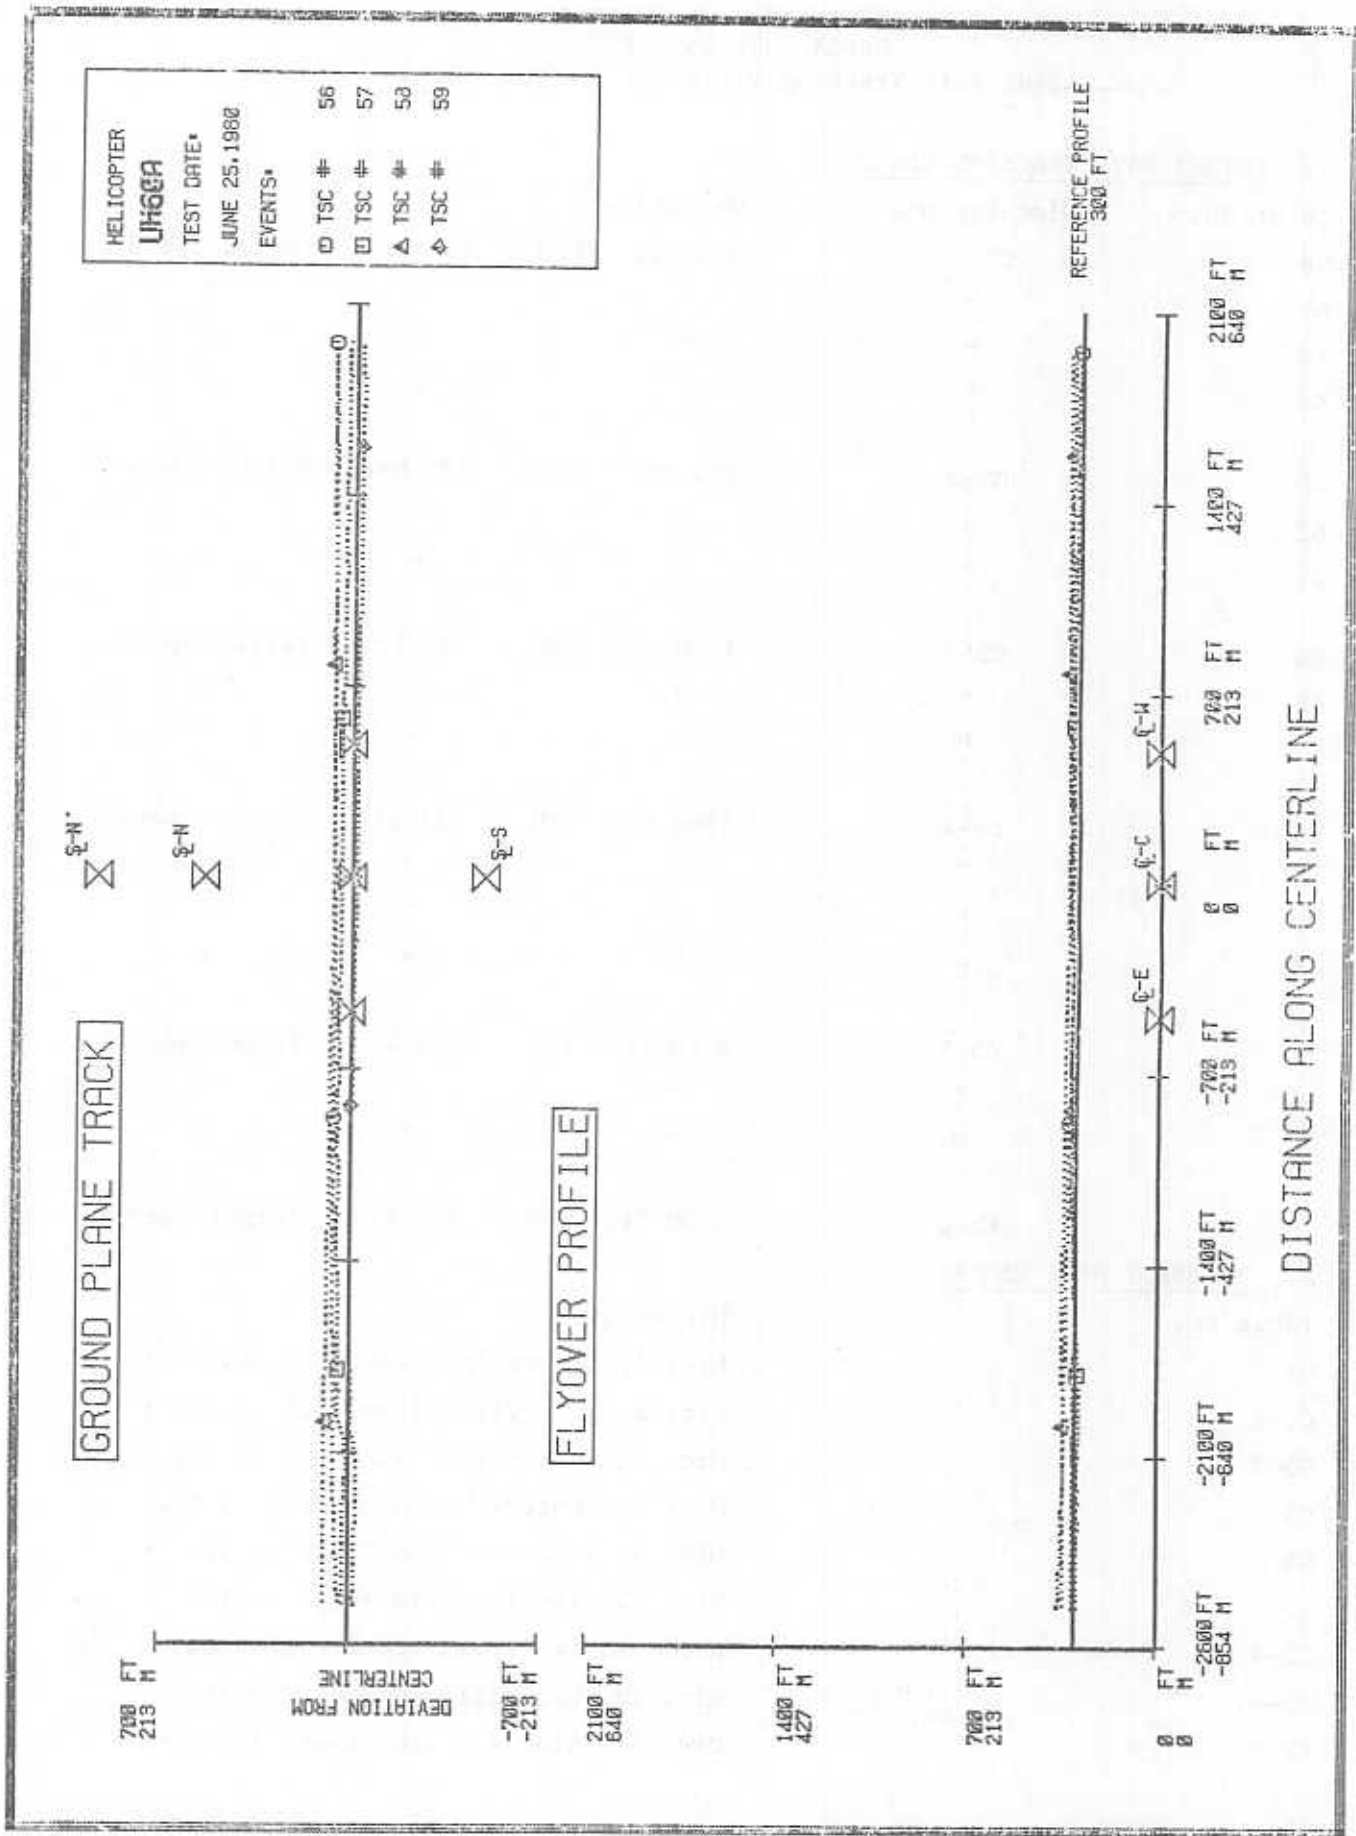 GROUND PLANE TRACK
℄-N'
℄-N
℄-S
HELICOPTER
UH60A
TEST DATE:
JUNE 25,1980
EVENTS:
TSC # 56
TSC # 57
TSC # 58
TSC # 59
700 FT
213 M
DEVIATION FROM
CENTERLINE
-700 FT
-213 M
FLYOVER PROFILE
2100 FT
640 M
1400 FT
427 M
700 FT
213 M
0 FT
0 M
REFERENCE PROFILE
300 FT
℄-E
℄-C
℄-W
-2800 FT
-854 M
-2100 FT
-640 M
-1400 FT
-427 M
-700 FT
-213 M
0 FT
0 M
700 FT
213 M
1400 FT
427 M
2100 FT
640 M
DISTANCE ALONG CENTERLINE